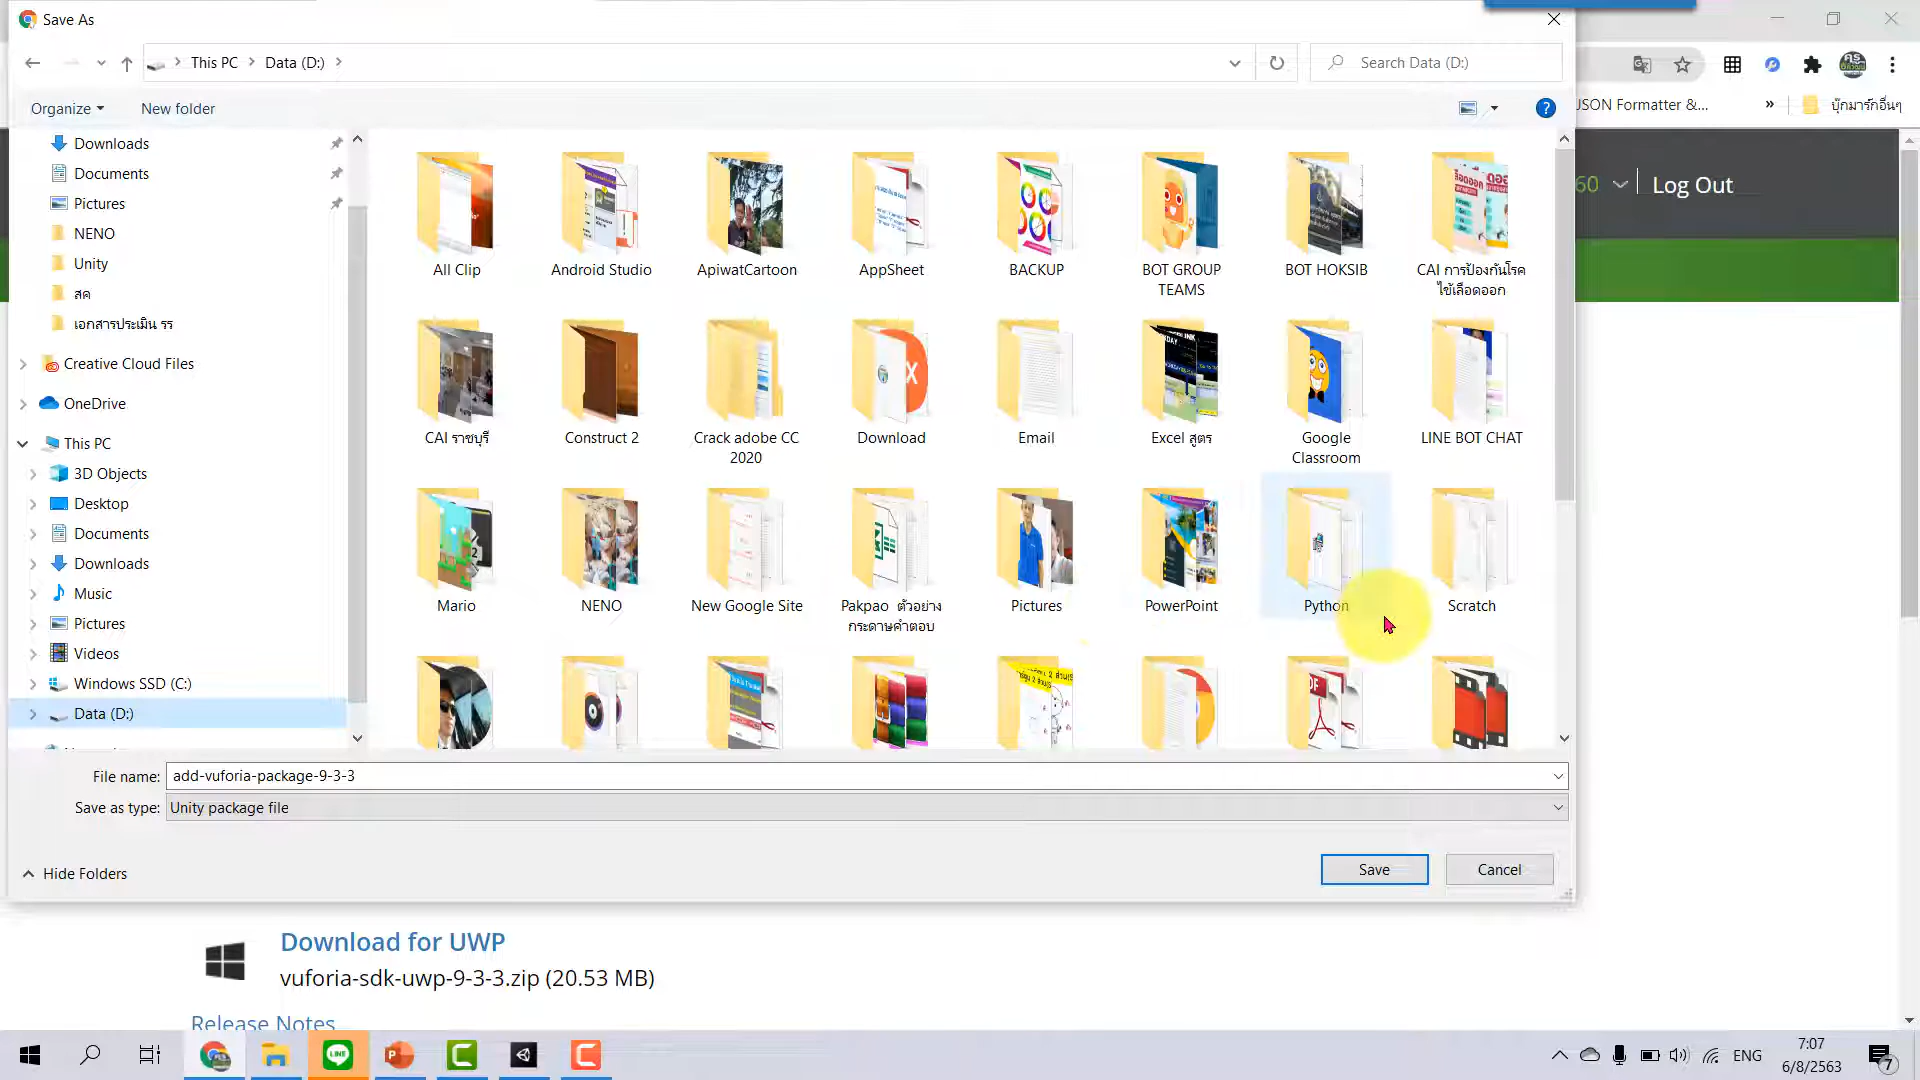 Save As
This PC > Data (D:) >
Search Data (D:)
Organize
New folder
JSON Formatter &...
»
บุ๊กมาร์กอื่นๆ
60
Log Out
Downloads
Documents
Pictures
NENO
Unity
สค
เอกสารประเมิน รร
Creative Cloud Files
OneDrive
This PC
3D Objects
Desktop
Documents
Downloads
Music
Pictures
Videos
Windows SSD (C:)
Data (D:)
All Clip
Android Studio
ApiwatCartoon
AppSheet
BACKUP
BOT GROUP
TEAMS
BOT HOKSIB
CAI การป้องกันโรค
ไข้เลือดออก
CAI ราชบุรี
Construct 2
Crack adobe CC
2020
Download
Email
Excel สูตร
Google
Classroom
LINE BOT CHAT
Mario
NENO
New Google Site
Pakpao ตัวอย่าง
กระดาษคำตอบ
Pictures
PowerPoint
Python
Scratch
File name: add-vuforia-package-9-3-3
Save as type: Unity package file
Hide Folders
Save
Cancel
Download for UWP
vuforia-sdk-uwp-9-3-3.zip (20.53 MB)
Release Notes
ENG
7:07
6/8/2563
7